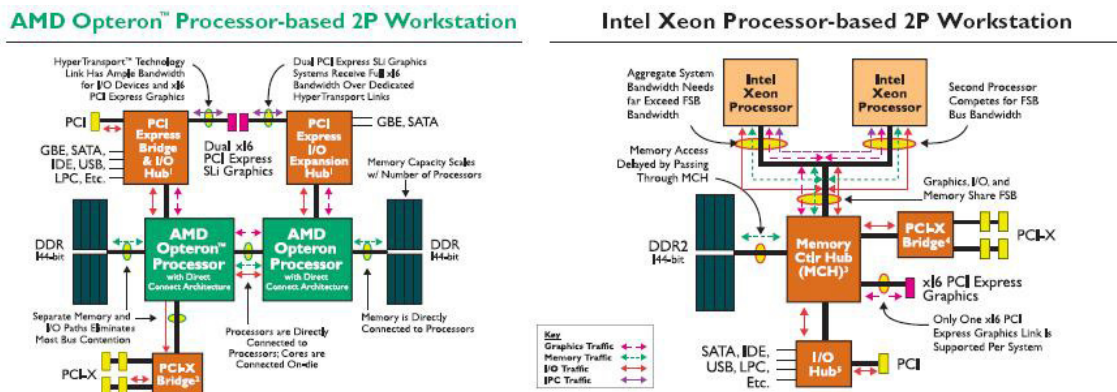 AMD Opteron™ Processor-based 2P Workstation
HyperTransport™ Technology
Link Has Ample Bandwidth
for I/O Devices and x16
PCI Express Graphics
Dual PCI Express SLi Graphics
Systems Receive Full x16
Bandwidth Over Dedicated
HyperTransport Links
PCI
PCI
Express
Bridge
& I/O
Hub¹
Dual x16
PCI Express
SLi Graphics
PCI
Express
I/O
Expansion
Hub¹
GBE, SATA
GBE, SATA,
IDE, USB,
LPC, Etc.
Memory Capacity Scales
w/ Number of Processors
DDR
144-bit
AMD
Opteron™
Processor
with Direct
Connect Architecture
AMD
Opteron
Processor
with Direct
Connect Architecture
DDR
144-bit
Separate Memory and
I/O Paths Eliminates
Most Bus Contention
Processors are Directly
Connected to
Processors; Cores are
Connected On-die
Memory is Directly
Connected to Processors
PCI-X
PCI-X
Bridge²
Intel Xeon Processor-based 2P Workstation
Aggregate System
Bandwidth Needs
far Exceed FSB
Bandwidth
Intel
Xeon
Processor
Intel
Xeon
Processor
Second Processor
Competes for FSB
Bus Bandwidth
Memory Access
Delayed by Passing
Through MCH
Graphics, I/O, and
Memory Share FSB
DDR2
144-bit
Memory
Ctlr Hub
(MCH)³
PCI-X
Bridge⁴
PCI-X
x16 PCI Express
Graphics
Only One x16 PCI
Express Graphics Link Is
Supported Per System
Key
Graphics Traffic
Memory Traffic
I/O Traffic
IPC Traffic
SATA, IDE,
USB, LPC,
Etc.
I/O
Hub⁵
PCI